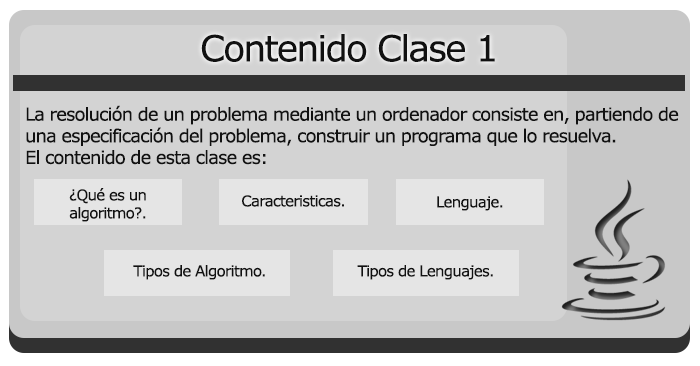 Contenido Clase 1
La resolución de un problema mediante un ordenador consiste en, partiendo de
una especificación del problema, construir un programa que lo resuelva.
El contenido de esta clase es:
¿Qué es un
algoritmo?.
Caracteristicas.
Lenguaje.
Tipos de Algoritmo.
Tipos de Lenguajes.